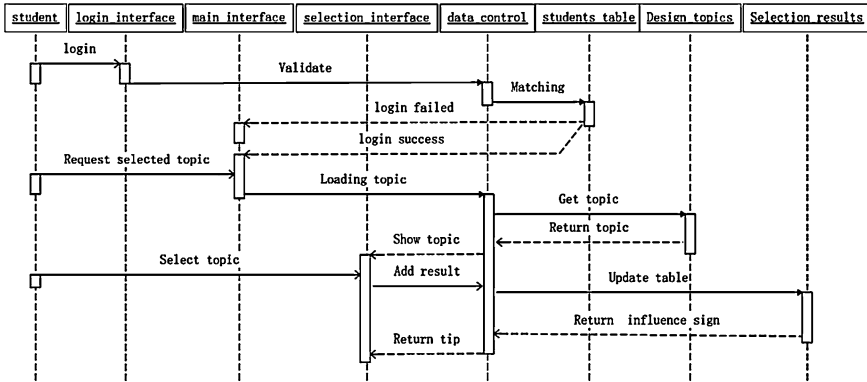 student login interface main interface selection interface data control students table Design topics Selection results
login
Validate
Matching
login failed
login success
Request selected topic
Loading topic
Get topic
Return topic
Show topic
Select topic
Add result
Update table
Return influence sign
Return tip